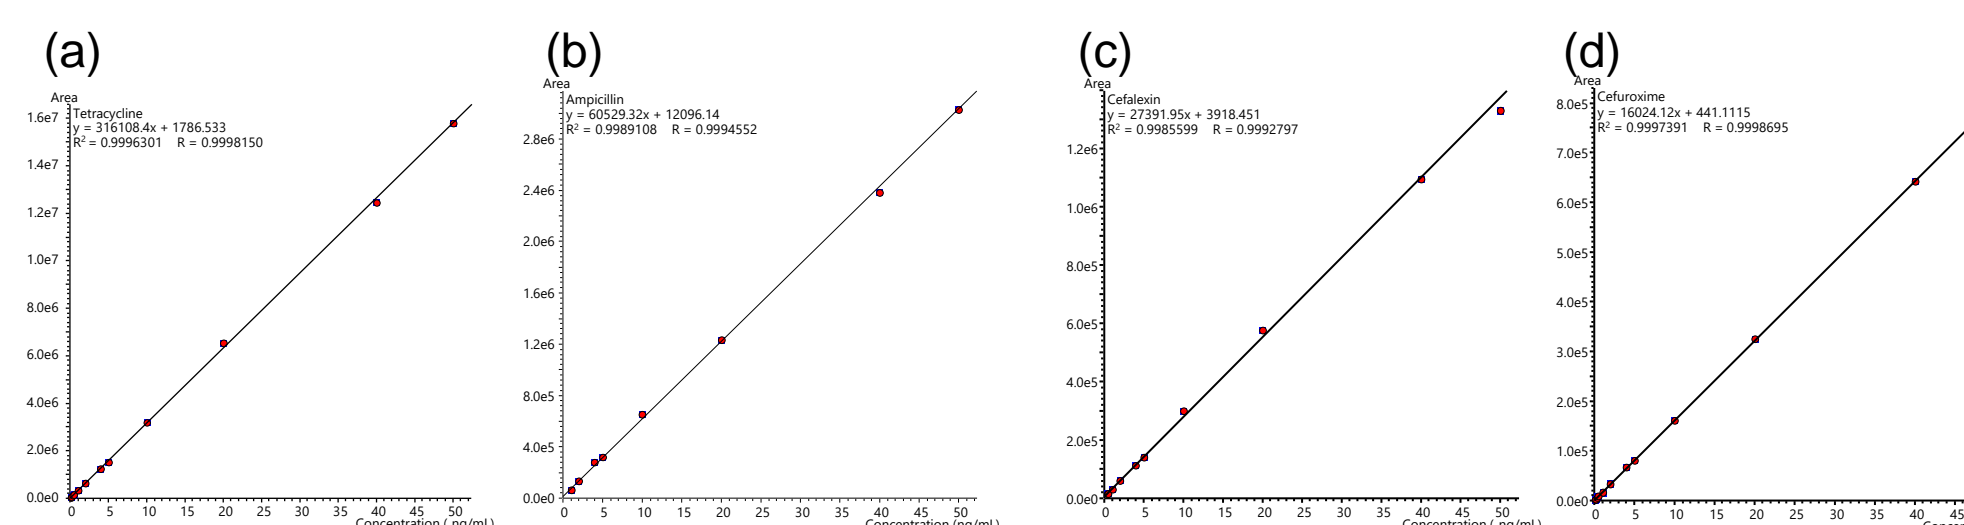 (a)
Area
Tetracycline
y = 316108.4x + 1786.533
R² = 0.9996301 R = 0.9998150
1.6e7
1.4e7
1.2e7
1.0e7
8.0e6
6.0e6
4.0e6
2.0e6
0.0e0
0 5 10 15 20 25 30 35 40 45 50
Concentration ( ng/mL)
(b)
Area
Ampicillin
y = 60529.32x + 12096.14
R² = 0.9989108 R = 0.9994552
2.8e6
2.4e6
2.0e6
1.6e6
1.2e6
8.0e5
4.0e5
0.0e0
0 5 10 15 20 25 30 35 40 45 50
Concentration (ng/mL)
(c)
Area
Cefalexin
y = 27391.95x + 3918.451
R² = 0.9985599 R = 0.9992797
1.2e6
1.0e6
8.0e5
6.0e5
4.0e5
2.0e5
0.0e0
0 5 10 15 20 25 30 35 40 45 50
Concentration ( ng/mL)
(d)
Area
Cefuroxime
y = 16024.12x + 441.1115
R² = 0.9997391 R = 0.9998695
8.0e5
7.0e5
6.0e5
5.0e5
4.0e5
3.0e5
2.0e5
1.0e5
0.0e0
0 5 10 15 20 25 30 35 40 45